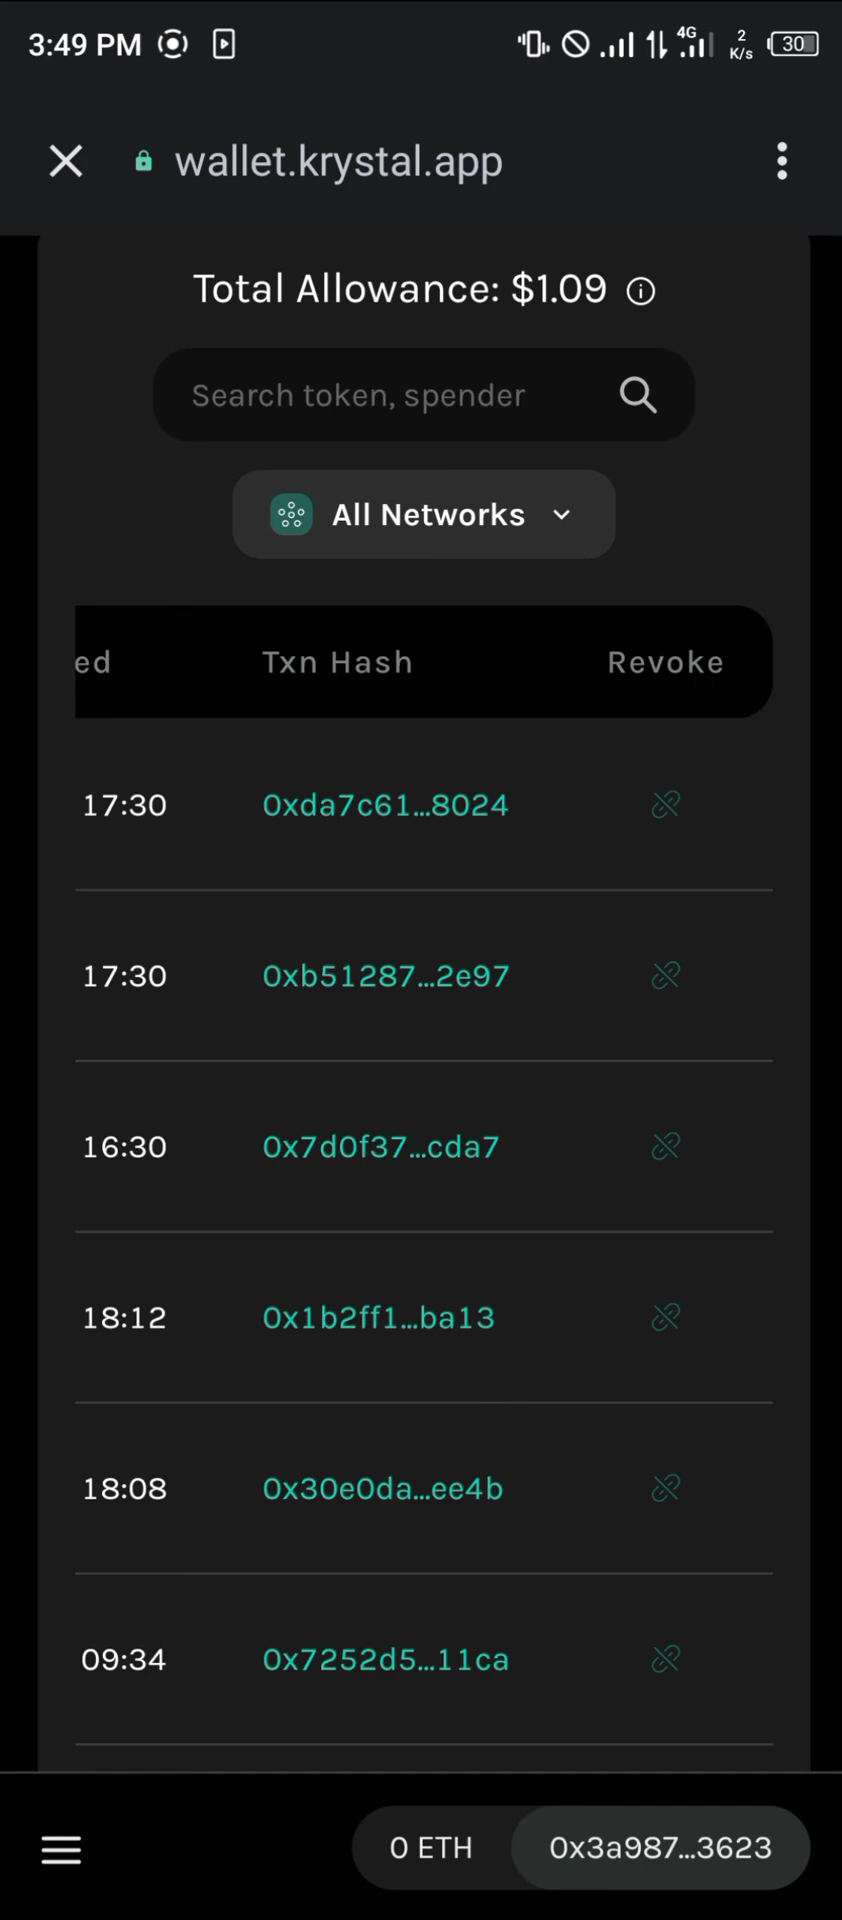 3:49 PM 4G 2 K/s 30
wallet.krystal.app
Total Allowance: $1.09
Search token, spender
All Networks
ed Txn Hash Revoke
17:30 0xda7c61...8024
17:30 0xb51287...2e97
16:30 0x7d0f37...cda7
18:12 0x1b2ff1...ba13
18:08 0x30e0da...ee4b
09:34 0x7252d5...11ca
0 ETH 0x3a987...3623